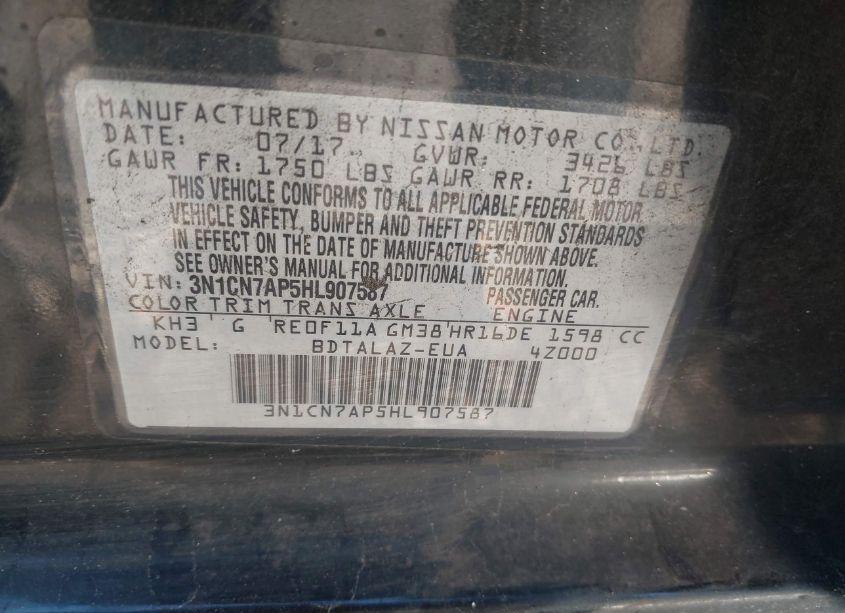 MANUFACTURED BY NISSAN MOTOR CO., LTD.
DATE: 07/17 GVWR: 3426 LBS
GAWR FR: 1750 LBS GAWR RR: 1708 LBS
THIS VEHICLE CONFORMS TO ALL APPLICABLE FEDERAL MOTOR
VEHICLE SAFETY, BUMPER AND THEFT PREVENTION STANDARDS
IN EFFECT ON THE DATE OF MANUFACTURE SHOWN ABOVE.
SEE OWNER'S MANUAL FOR ADDITIONAL INFORMATION.
VIN: 3N1CN7AP5HL907587 PASSENGER CAR.
COLOR TRIM TRANS AXLE ENGINE
KH3 G RE0F11A GM38 HR16DE 1598 CC
MODEL: BDTALAZ-EUA 4Z000
3N1CN7AP5HL907587